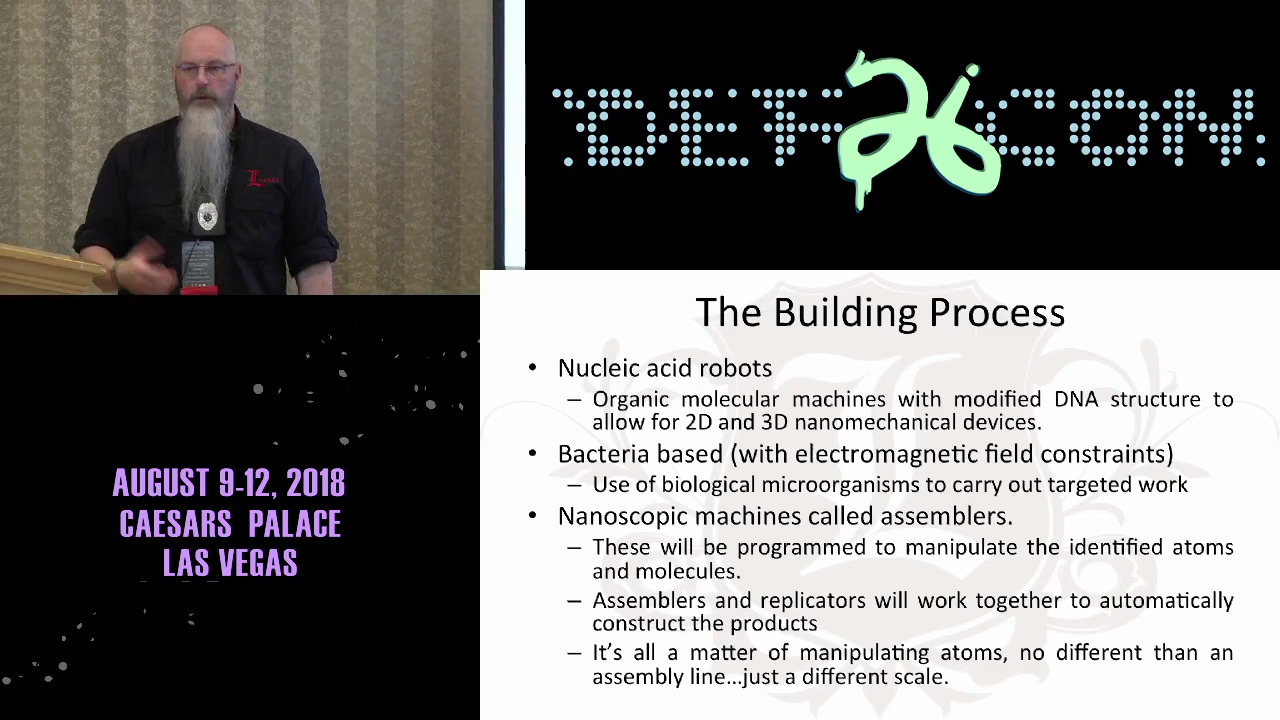 DEF 26 CON
The Building Process
• Nucleic acid robots
– Organic molecular machines with modified DNA structure to
allow for 2D and 3D nanomechanical devices.
• Bacteria based (with electromagnetic field constraints)
– Use of biological microorganisms to carry out targeted work
• Nanoscopic machines called assemblers.
– These will be programmed to manipulate the identified atoms
and molecules.
– Assemblers and replicators will work together to automatically
construct the products
– It’s all a matter of manipulating atoms, no different than an
assembly line…just a different scale.
AUGUST 9-12, 2018
CAESARS PALACE
LAS VEGAS